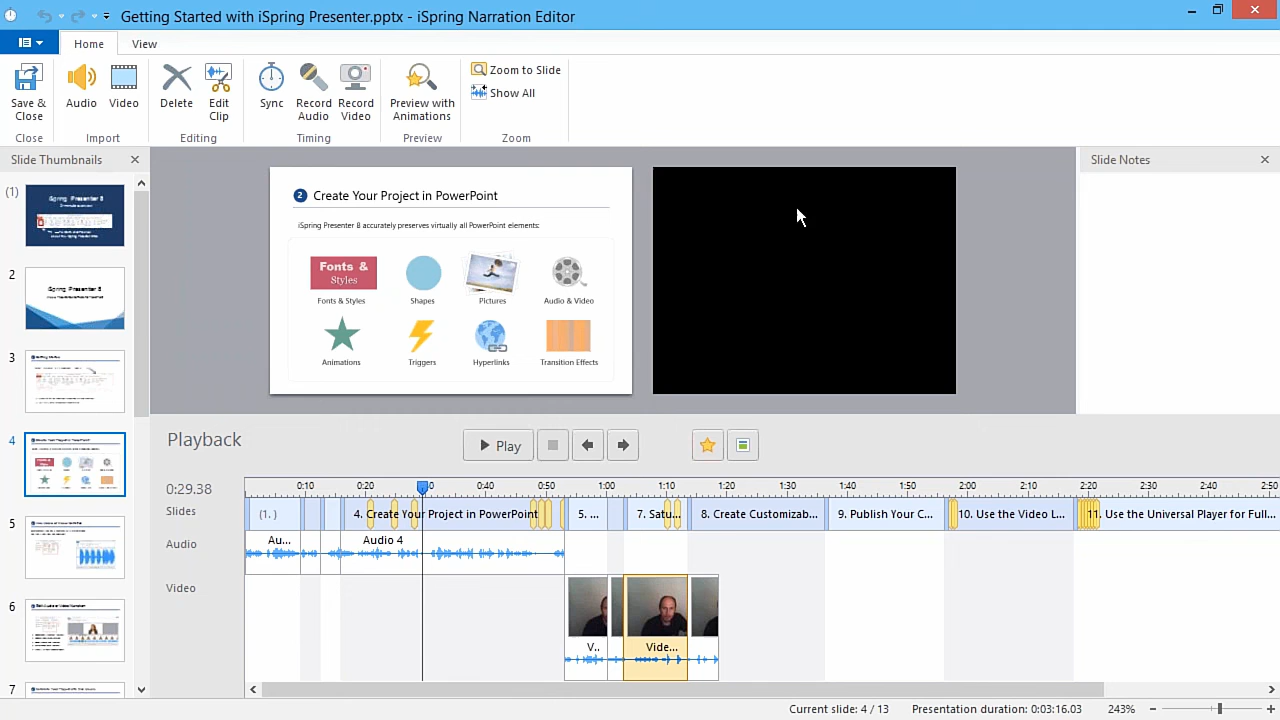 Getting Started with iSpring Presenter.pptx - iSpring Narration Editor
Home View
Save & Close
Audio
Video
Delete
Edit Clip
Sync
Record Audio
Record Video
Preview with Animations
Zoom to Slide
Show All
Close Import Editing Timing Preview Zoom
Slide Thumbnails
Slide Notes
(1)
iSpring Presenter 8
2
iSpring Presenter 8
3
4
5
6
7
2 Create Your Project in PowerPoint
iSpring Presenter 8 accurately preserves virtually all PowerPoint elements:
Fonts & Styles
Fonts & Styles Shapes Pictures Audio & Video
Animations Triggers Hyperlinks Transition Effects
Playback
Play
0:29.38
0:10 0:20 0:40 0:50 1:00 1:10 1:20 1:30 1:40 1:50 2:00 2:10 2:20 2:30 2:40 2:50
Slides
(1. ) 4. Create Your Project in PowerPoint 5. ... 7. Satu... 8. Create Customizab... 9. Publish Your C... 10. Use the Video L... 11. Use the Universal Player for Full...
Audio
Au... Audio 4
Video
V.. Vide...
Current slide: 4 / 13 Presentation duration: 0:03:16.03 243%